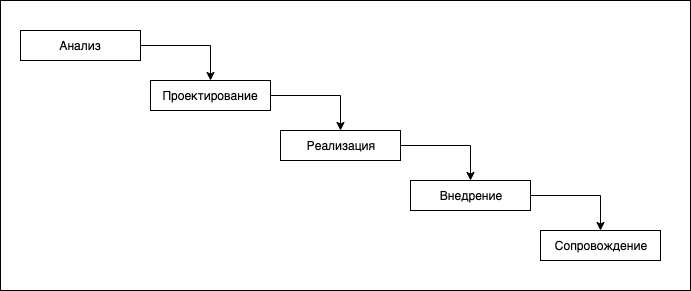 Анализ
Проектирование
Реализация
Внедрение
Сопровождение